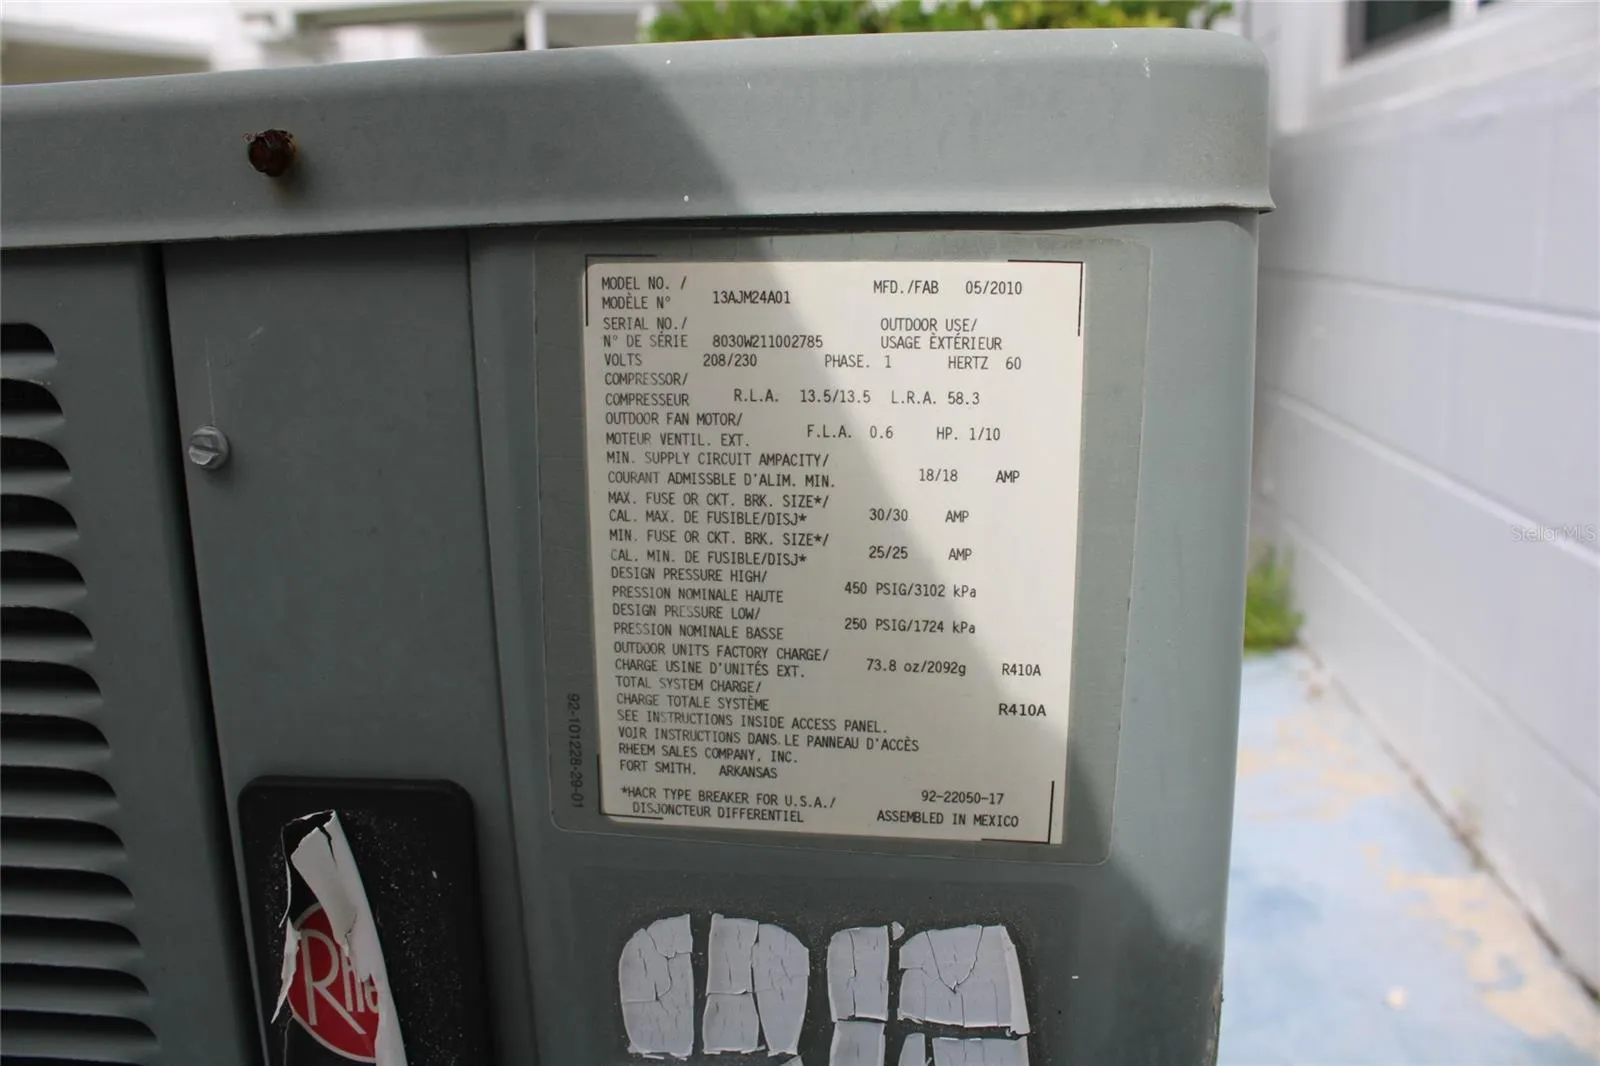 MODEL NO. / MFD./FAB 05/2010
MODÈLE N° 13AJM24A01
SERIAL NO./ OUTDOOR USE/
N° DE SÉRIE 8030W211002785 USAGE ÈXTÉRIEUR
VOLTS 208/230 PHASE. 1 HERTZ 60
COMPRESSOR/
COMPRESSEUR R.L.A. 13.5/13.5 L.R.A. 58.3
OUTDOOR FAN MOTOR/
MOTEUR VENTIL. EXT. F.L.A. 0.6 HP. 1/10
MIN. SUPPLY CIRCUIT AMPACITY/
COURANT ADMISSBLE D'ALIM. MIN. 18/18 AMP
MAX. FUSE OR CKT. BRK. SIZE*/
CAL. MAX. DE FUSIBLE/DISJ* 30/30 AMP
MIN. FUSE OR CKT. BRK. SIZE*/
CAL. MIN. DE FUSIBLE/DISJ* 25/25 AMP
DESIGN PRESSURE HIGH/
PRESSION NOMINALE HAUTE 450 PSIG/3102 kPa
DESIGN PRESSURE LOW/
PRESSION NOMINALE BASSE 250 PSIG/1724 kPa
OUTDOOR UNITS FACTORY CHARGE/
CHARGE USINE D'UNITÉS EXT. 73.8 oz/2092g R410A
TOTAL SYSTEM CHARGE/
CHARGE TOTALE SYSTÈME R410A
SEE INSTRUCTIONS INSIDE ACCESS PANEL.
VOIR INSTRUCTIONS DANS LE PANNEAU D'ACCÈS
RHEEM SALES COMPANY, INC.
FORT SMITH, ARKANSAS
*HACR TYPE BREAKER FOR U.S.A./ 92-22050-17
DISJONCTEUR DIFFERENTIEL ASSEMBLED IN MEXICO
92-101228-29-01
Rhe
StellarMLS